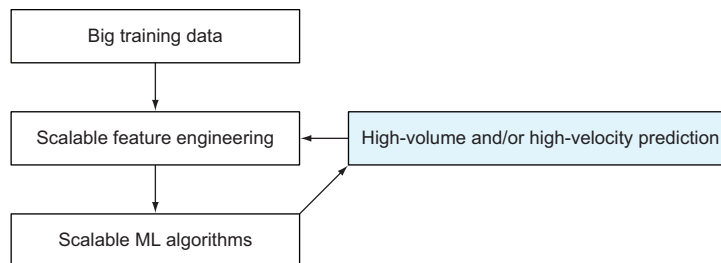 Big training data
Scalable feature engineering
High-volume and/or high-velocity prediction
Scalable ML algorithms